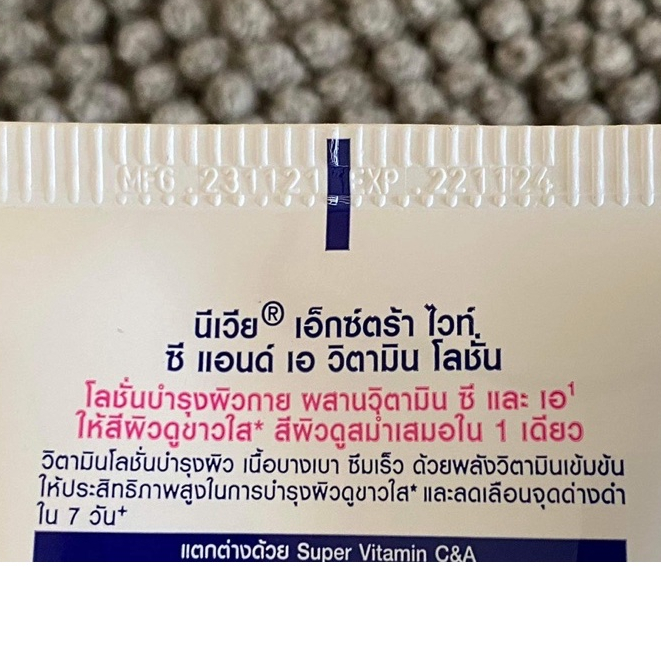 MFG.231121 EXP.221124
นีเวีย® เอ็กซ์ตร้า ไวท์
ซี แอนด์ เอ วิตามิน โลชั่น
โลชั่นบำรุงผิวกาย ผสานวิตามิน ซี และ เอ¹
ให้สีผิวดูขาวใส* สีผิวดูสม่ำเสมอใน 1 เดียว
วิตามินโลชั่นบำรุงผิว เนื้อบางเบา ซึมเร็ว ด้วยพลังวิตามินเข้มข้น
ให้ประสิทธิภาพสูงในการบำรุงผิวดูขาวใส* และลดเลือนจุดด่างดำ
ใน 7 วัน⁺
แตกต่างด้วย Super Vitamin C&A